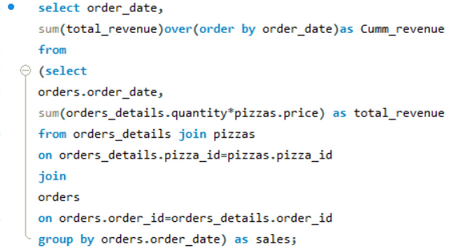 select order_date,
sum(total_revenue)over(order by order_date)as Cumm_revenue
from
(select
orders.order_date,
sum(orders_details.quantity*pizzas.price) as total_revenue
from orders_details join pizzas
on orders_details.pizza_id=pizzas.pizza_id
join
orders
on orders.order_id=orders_details.order_id
group by orders.order_date) as sales;